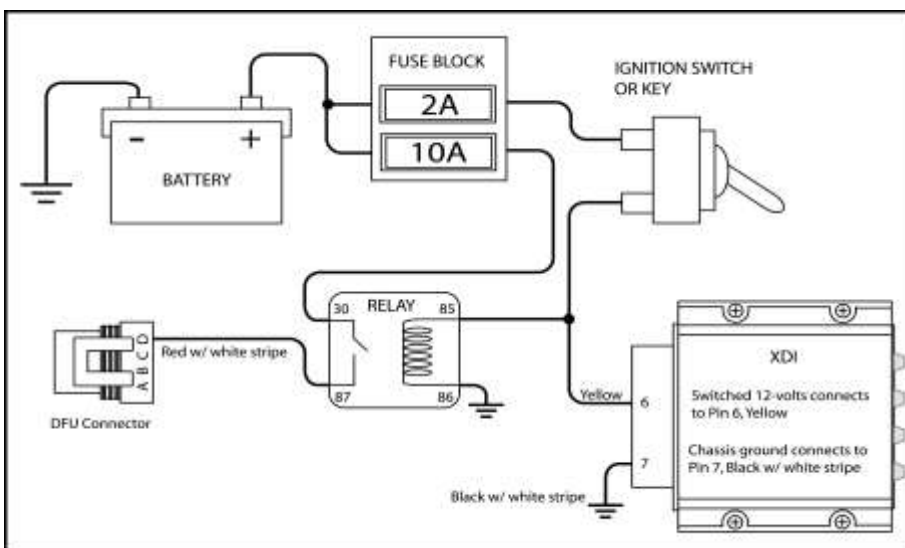 FUSE BLOCK
2A
10A
IGNITION SWITCH
OR KEY
- +
BATTERY
30 RELAY 85
87 86
Red w/ white stripe
A B C D
DFU Connector
XDI
Yellow 6
Switched 12-volts connects
to Pin 6, Yellow
7
Chassis ground connects to
Pin 7, Black w/ white stripe
Black w/ white stripe